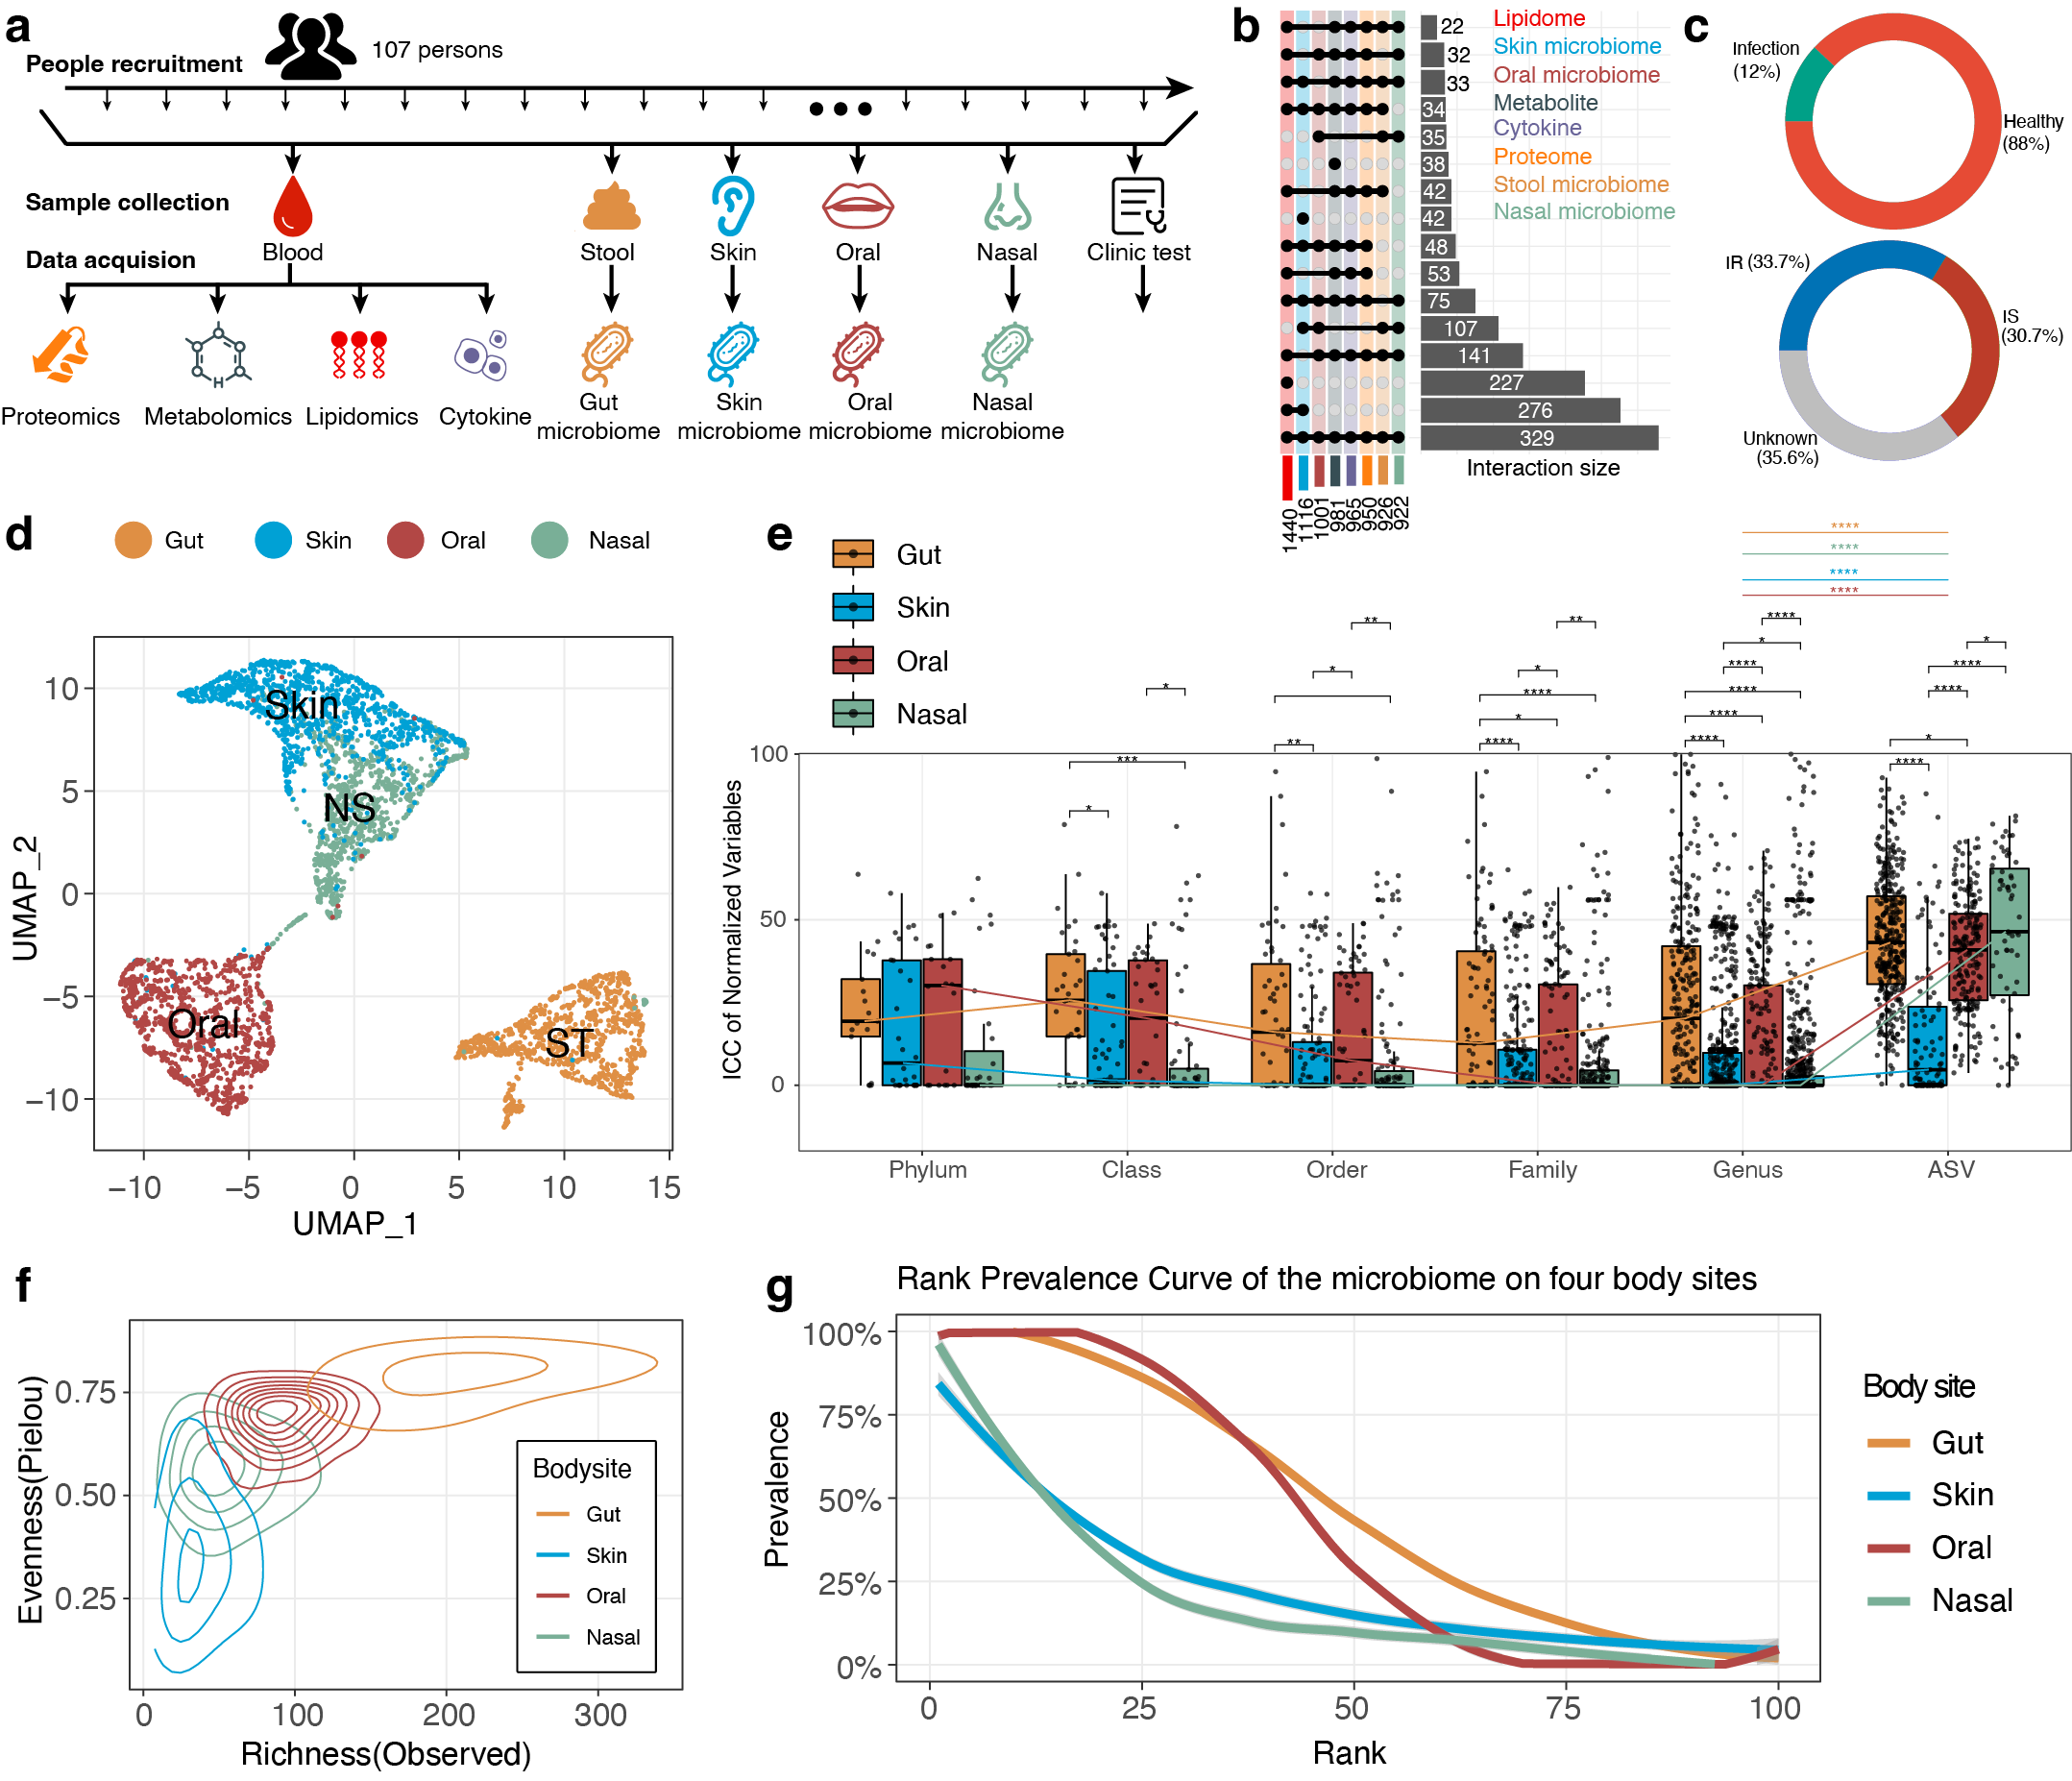 a
People recruitment
107 persons
Sample collection
Blood
Stool
Skin
Oral
Nasal
Clinic test
Data acquision
Proteomics
Metabolomics
Lipidomics
Cytokine
Gut
microbiome
Skin
microbiome
Oral
microbiome
Nasal
microbiome
H
b
22
32
33
34
35
38
42
42
48
53
75
107
141
227
276
329
Lipidome
Skin microbiome
Oral microbiome
Metabolite
Cytokine
Proteome
Stool microbiome
Nasal microbiome
Interaction size
1440
1116
1001
981
965
950
926
922
c
Infection
(12%)
Healthy
(88%)
IR (33.7%)
IS
(30.7%)
Unknown
(35.6%)
d
Gut
Skin
Oral
Nasal
Skin
NS
Oral
ST
10
5
0
−5
−10
UMAP_2
−10
−5
0
5
10
15
UMAP_1
e
Gut
Skin
Oral
Nasal
****
****
****
****
****
**
**
*
*
*
*
****
****
*
****
****
****
*
****
****
**
****
****
*
****
***
*
100
50
0
ICC of Nornalized Variables
Phylum
Class
Order
Family
Genus
ASV
f
0.75
0.50
0.25
Evenness(Pielou)
Bodysite
Gut
Skin
Oral
Nasal
0
100
200
300
Richness(Observed)
g
Rank Prevalence Curve of the microbiome on four body sites
100%
75%
50%
25%
0%
Prevalence
0
25
50
75
100
Rank
Body site
Gut
Skin
Oral
Nasal